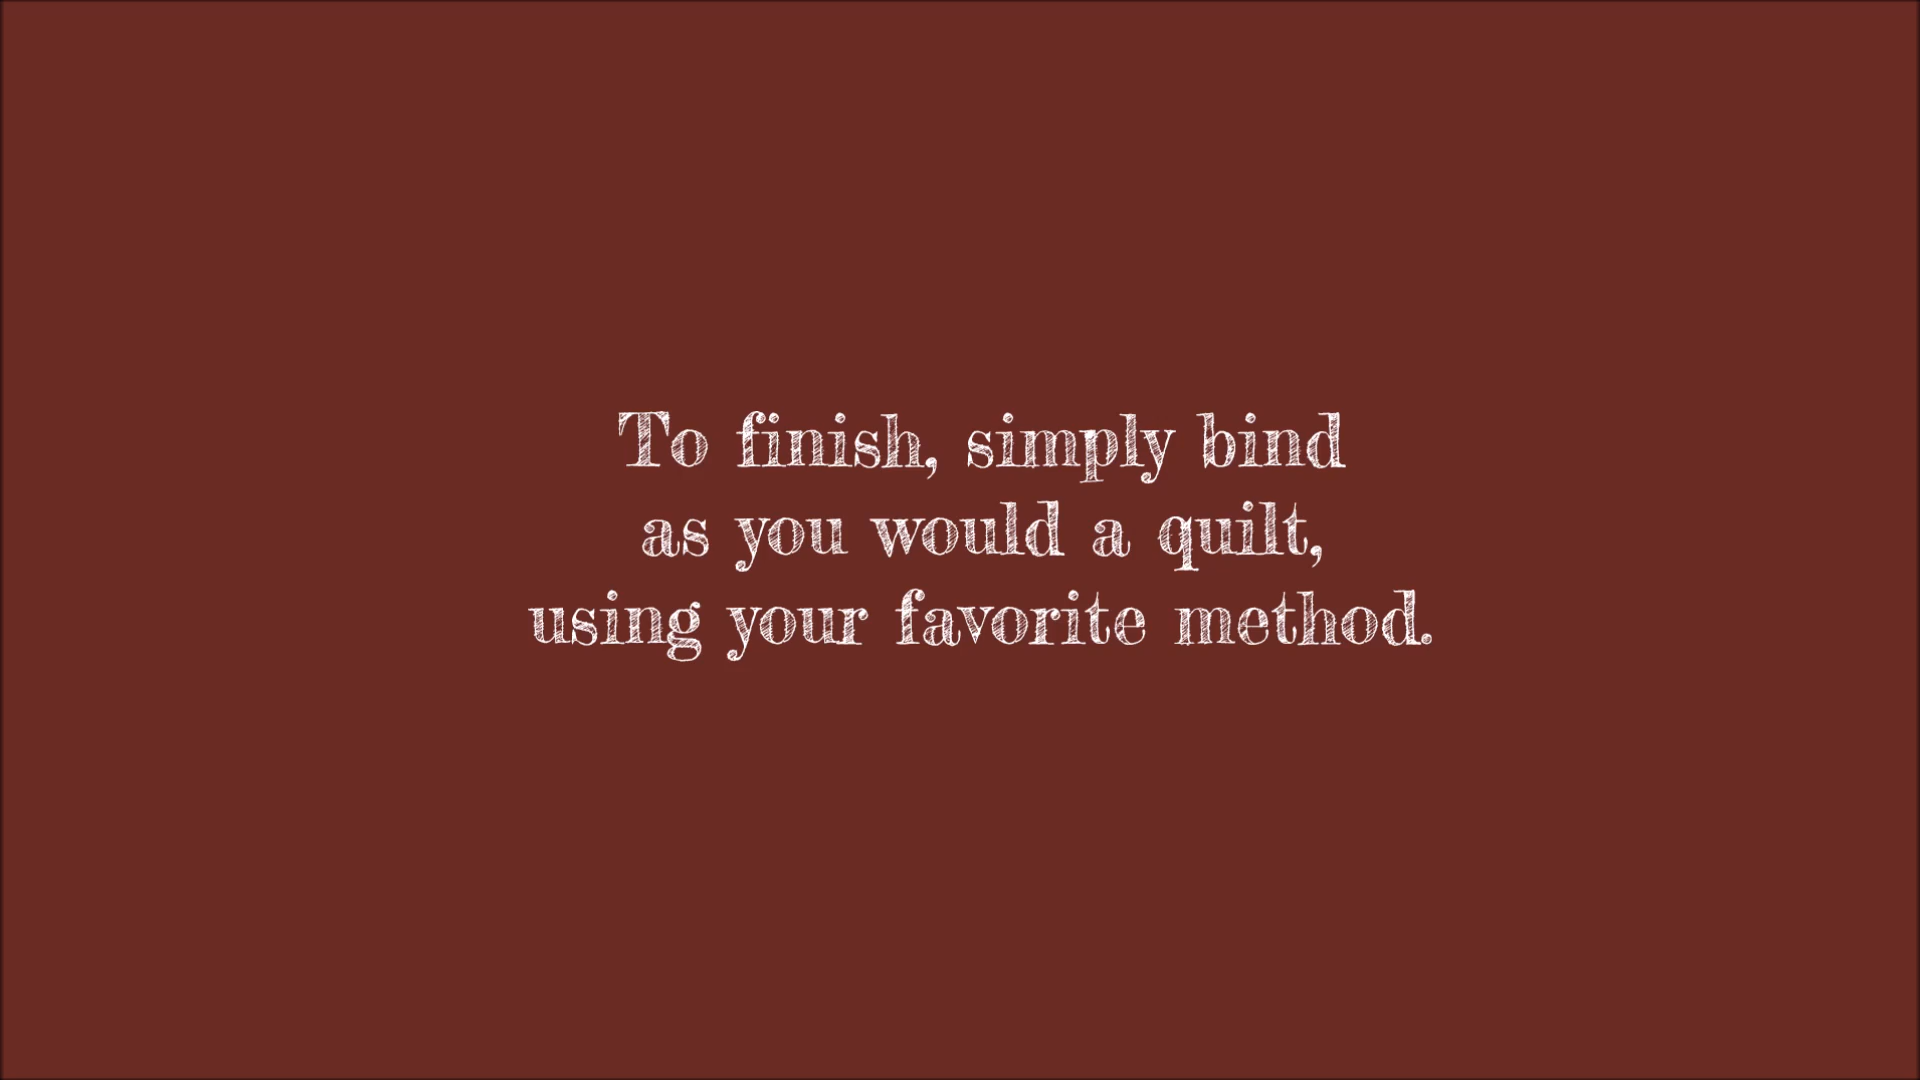 To finish, simply bind
as you would a quilt,
using your favorite method.